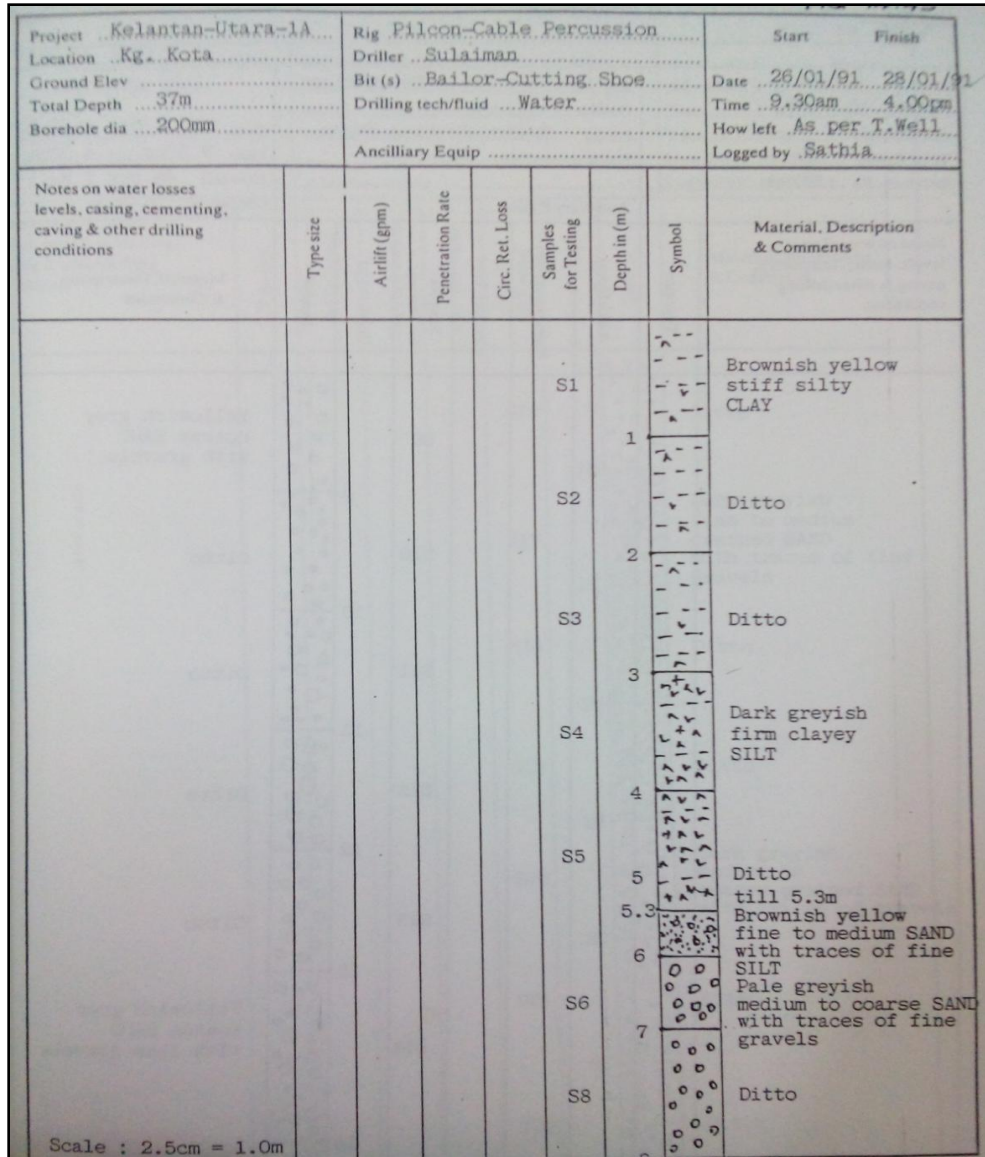 Project Kelantan-Utara-1A
Location Kg. Kota
Ground Elev
Total Depth 37m
Borehole dia 200mm
Rig Pilcon-Cable Percussion
Driller Sulaiman
Bit (s) Bailor-Cutting Shoe
Drilling tech/fluid Water
Ancilliary Equip
Start Finish
Date 26/01/91 28/01/91
Time 9.30am 4.00pm
How left As per T.Well
Logged by Sathia
Notes on water losses
levels, casing, cementing,
caving & other drilling
conditions
Type size
Airlift (gpm)
Penetration Rate
Circ. Ret. Loss
Samples
for Testing
Depth in (m)
Symbol
Material, Description
& Comments
S1
Brownish yellow
stiff silty
CLAY
1
S2 Ditto
2
S3 Ditto
3
S4
Dark greyish
firm clayey
SILT
4
S5
5
Ditto
till 5.3m
5.3
Brownish yellow
fine to medium SAND
with traces of fine
SILT
6
S6
Pale greyish
medium to coarse SAND
with traces of fine
gravels
7
S8 Ditto
Scale : 2.5cm = 1.0m